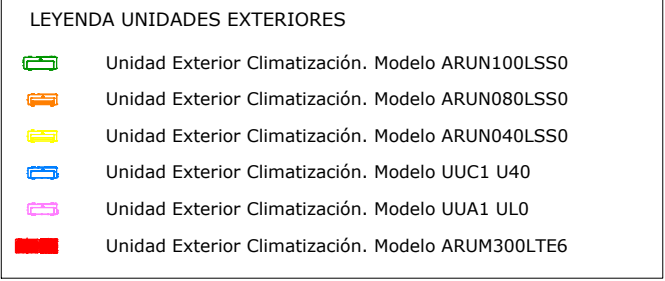 LEYENDA UNIDADES EXTERIORES
Unidad Exterior Climatización. Modelo ARUN100LSS0
Unidad Exterior Climatización. Modelo ARUN080LSS0
Unidad Exterior Climatización. Modelo ARUN040LSS0
Unidad Exterior Climatización. Modelo UUC1 U40
Unidad Exterior Climatización. Modelo UUA1 UL0
Unidad Exterior Climatización. Modelo ARUM300LTE6